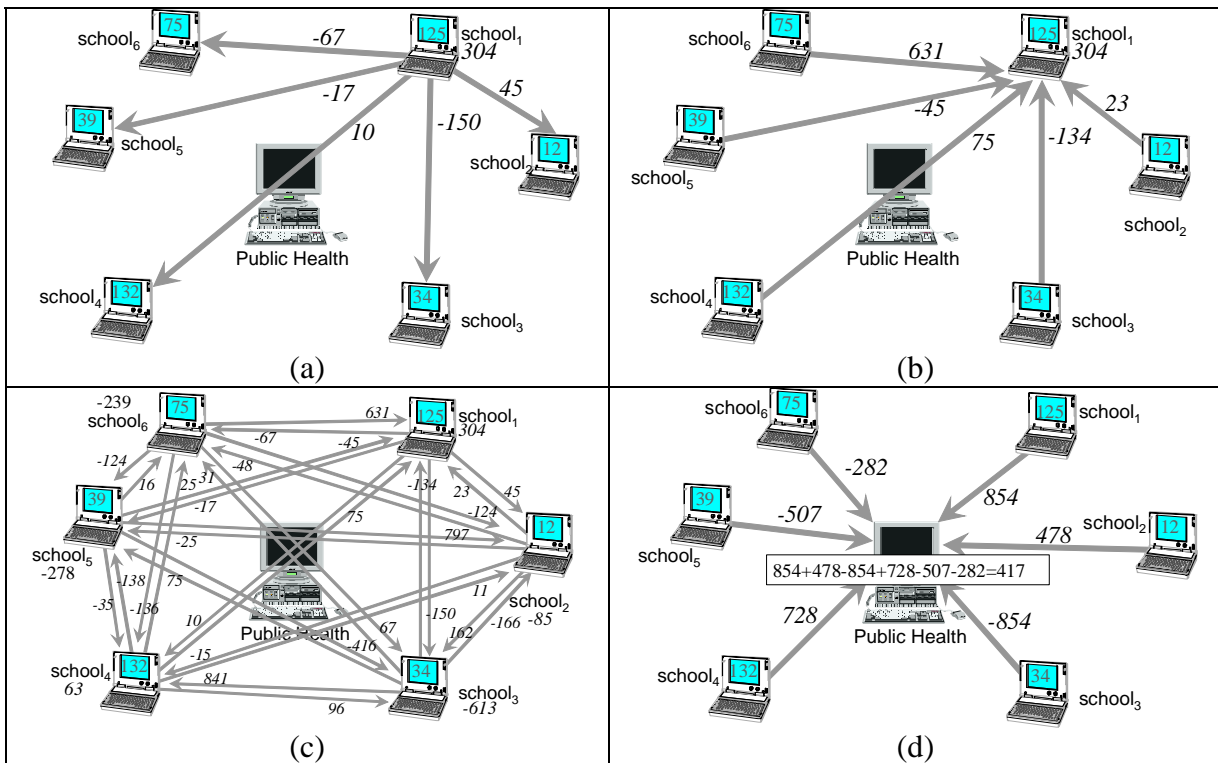 75
school6
-67
125
school1
304
-17
45
39
school5
10
-150
12
school2
Public Health
school4
132
34
school3
(a)
75
school6
631
125
school1
304
-45
23
39
school5
75
-134
12
school2
Public Health
school4
132
34
school3
(b)
-239
school6
75
631
125
school1
304
-67
-45
-124
16
25
31
-48
-134
23
45
39
-17
75
-124
12
-25
797
school5
-278
-138
75
11
school2
-35
-136
-150
-166
-85
10
Public Health
67
162
-15
-416
school4
132
841
34
school3
63
96
-613
(c)
school6
75
125
school1
-282
854
39
-507
478
school2
12
school5
854+478-854+728-507-282=417
728
Public Health
-854
school4
132
34
school3
(d)